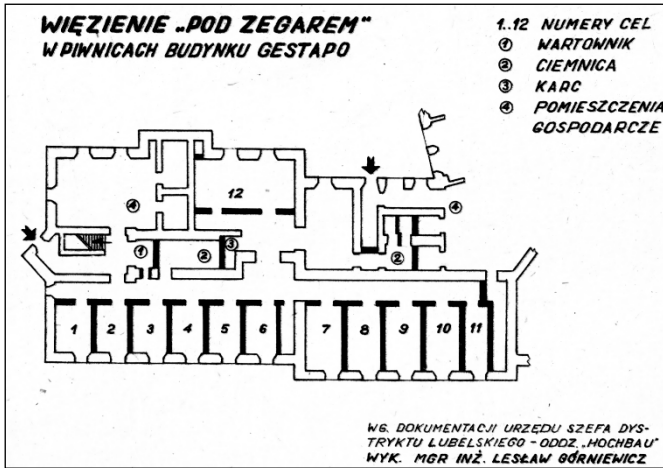 WIĘZIENIE „POD ZEGAREM”
W PIWNICACH BUDYNKU GESTAPO
1..12 NUMERY CEL
① WARTOWNIK
② CIEMNICA
③ KARC
④ POMIESZCZENIA
GOSPODARCZE
12
④
④
①
②
③
②
1
2
3
4
5
6
7
8
9
10
11
WG. DOKUMENTACJI URZĘDU SZEFA DYS-
TRYKTU LUBELSKIEGO - ODDZ. „HOCHBAU”
WYK. MGR INŻ. LESŁAW GÓRNIEWICZ